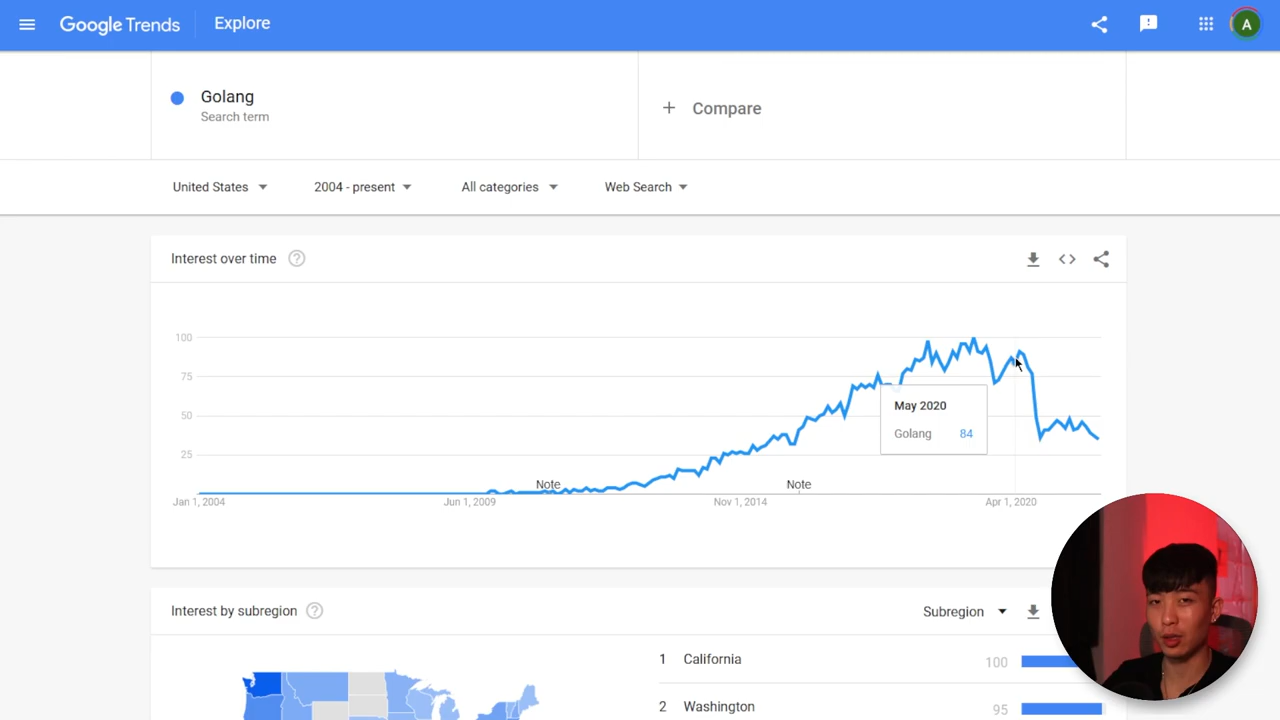 Google Trends
Explore
A
Golang
Search term
+ Compare
United States
2004 - present
All categories
Web Search
Interest over time
100
75
50
25
May 2020
Golang 84
Note
Note
Jan 1, 2004
Jun 1, 2009
Nov 1, 2014
Apr 1, 2020
Interest by subregion
Subregion
1 California 100
2 Washington 95